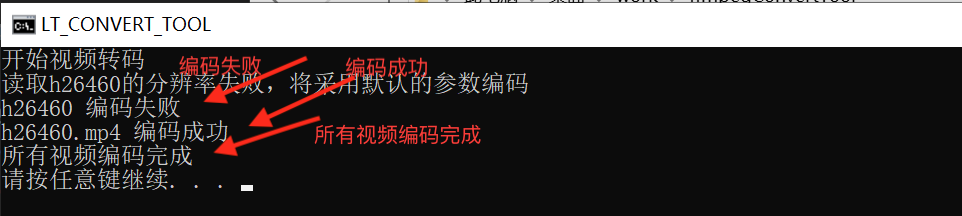 LT_CONVERT_TOOL
开始视频转码
编码失败
编码成功
读取h26460的分辨率失败，将采用默认的参数编码
h26460 编码失败
h26460.mp4 编码成功
所有视频编码完成
所有视频编码完成
请按任意键继续. . .